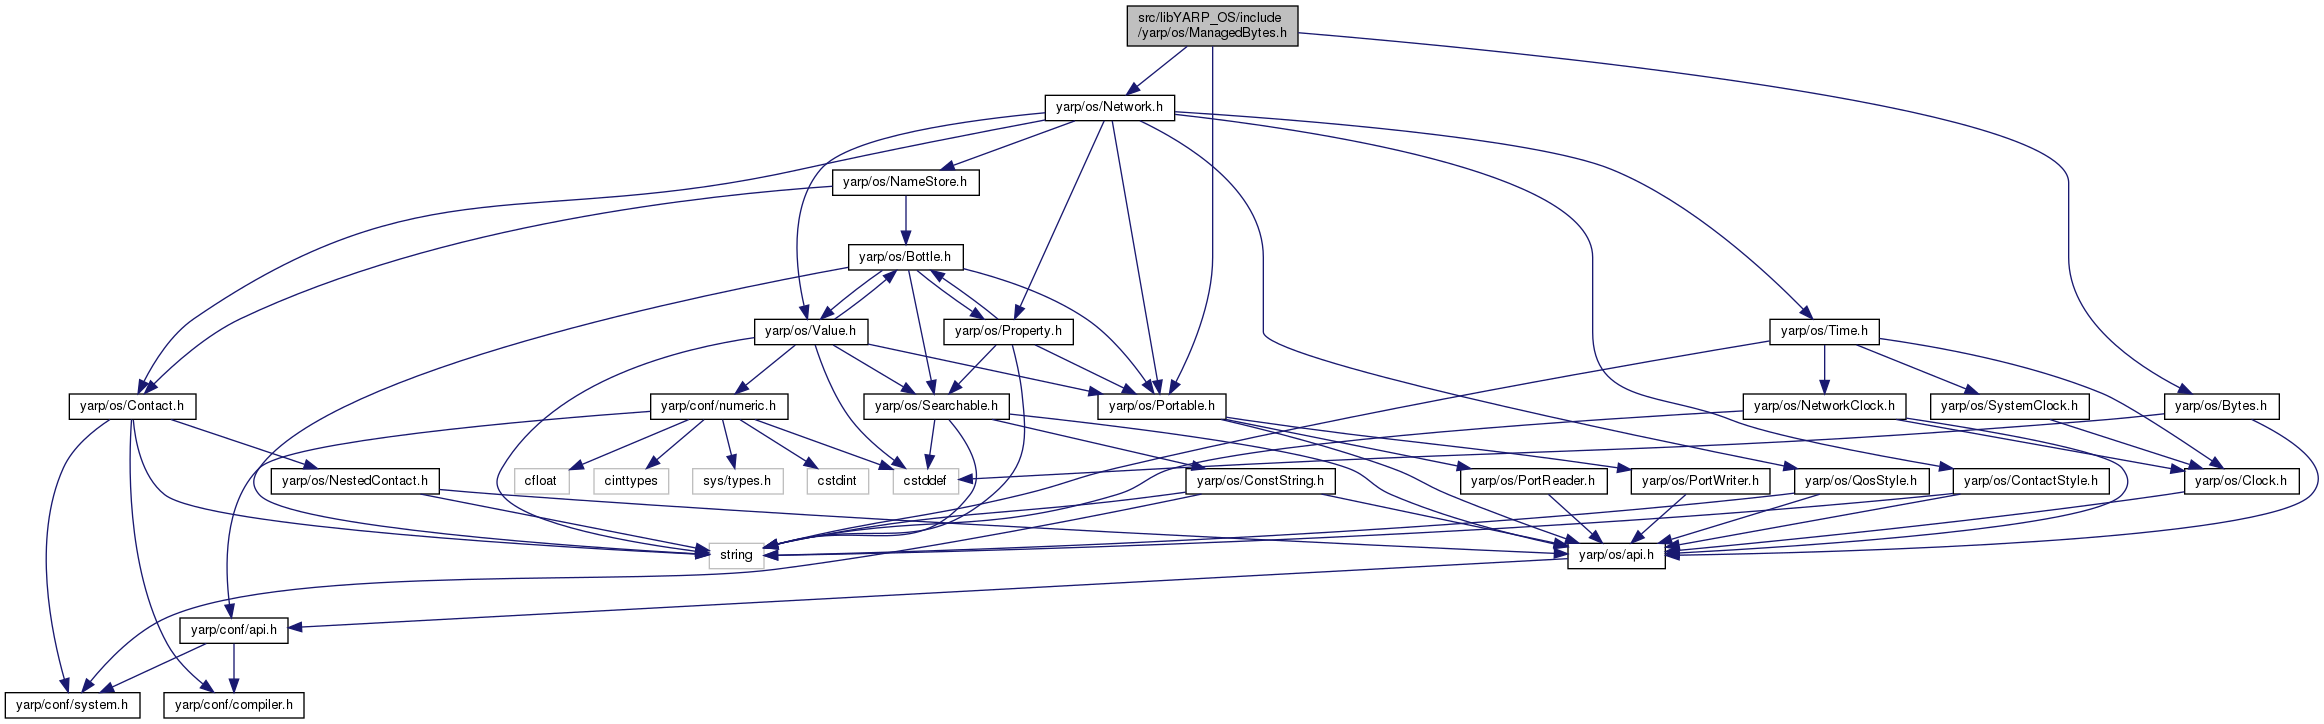 src/libYARP_OS/include
/yarp/os/ManagedBytes.h
yarp/os/Network.h
yarp/os/NameStore.h
yarp/os/Bottle.h
yarp/os/Value.h
yarp/os/Property.h
yarp/os/Time.h
yarp/os/Contact.h
yarp/conf/numeric.h
yarp/os/Searchable.h
yarp/os/Portable.h
yarp/os/NetworkClock.h
yarp/os/SystemClock.h
yarp/os/Bytes.h
yarp/os/NestedContact.h
cfloat
cinttypes
sys/types.h
cstdint
cstddef
yarp/os/ConstString.h
yarp/os/PortReader.h
yarp/os/PortWriter.h
yarp/os/QosStyle.h
yarp/os/ContactStyle.h
yarp/os/Clock.h
string
yarp/os/api.h
yarp/conf/api.h
yarp/conf/system.h
yarp/conf/compiler.h